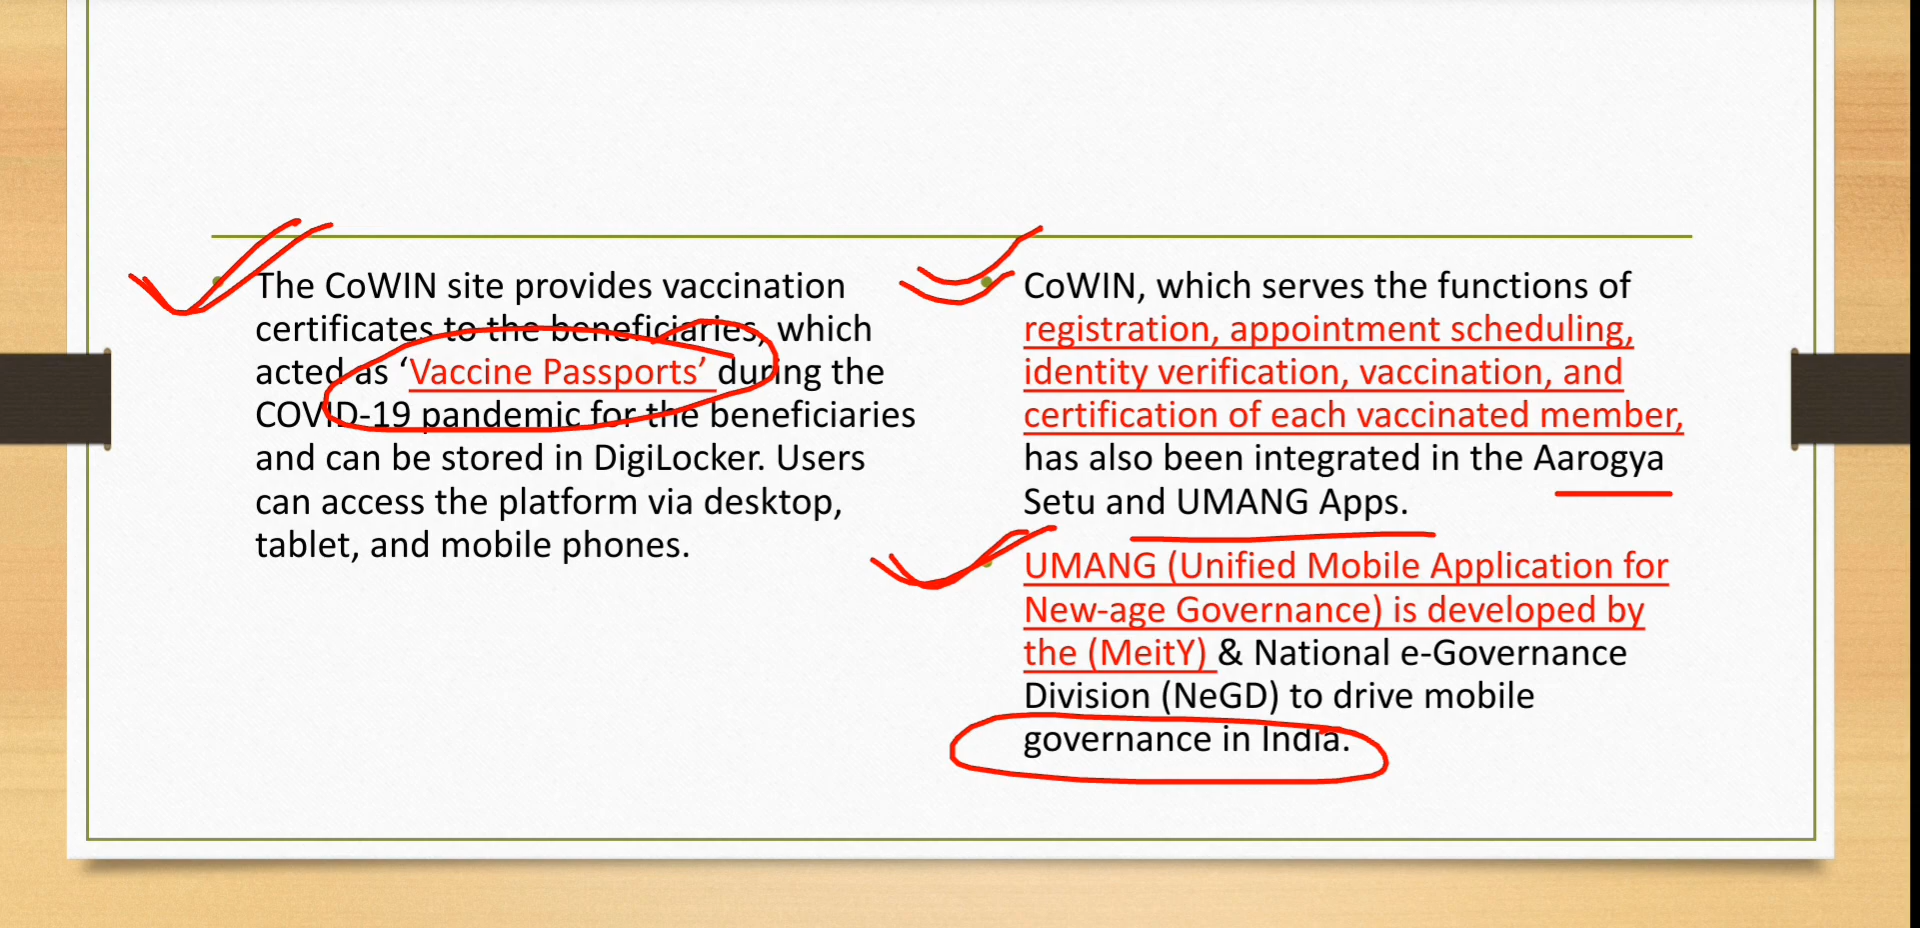 The CoWIN site provides vaccination
certificates to the beneficiaries, which
acted as ‘Vaccine Passports’ during the
COVID-19 pandemic for the beneficiaries
and can be stored in DigiLocker. Users
can access the platform via desktop,
tablet, and mobile phones.
CoWIN, which serves the functions of
registration, appointment scheduling,
identity verification, vaccination, and
certification of each vaccinated member,
has also been integrated in the Aarogya
Setu and UMANG Apps.
UMANG (Unified Mobile Application for
New-age Governance) is developed by
the (MeitY) & National e-Governance
Division (NeGD) to drive mobile
governance in India.